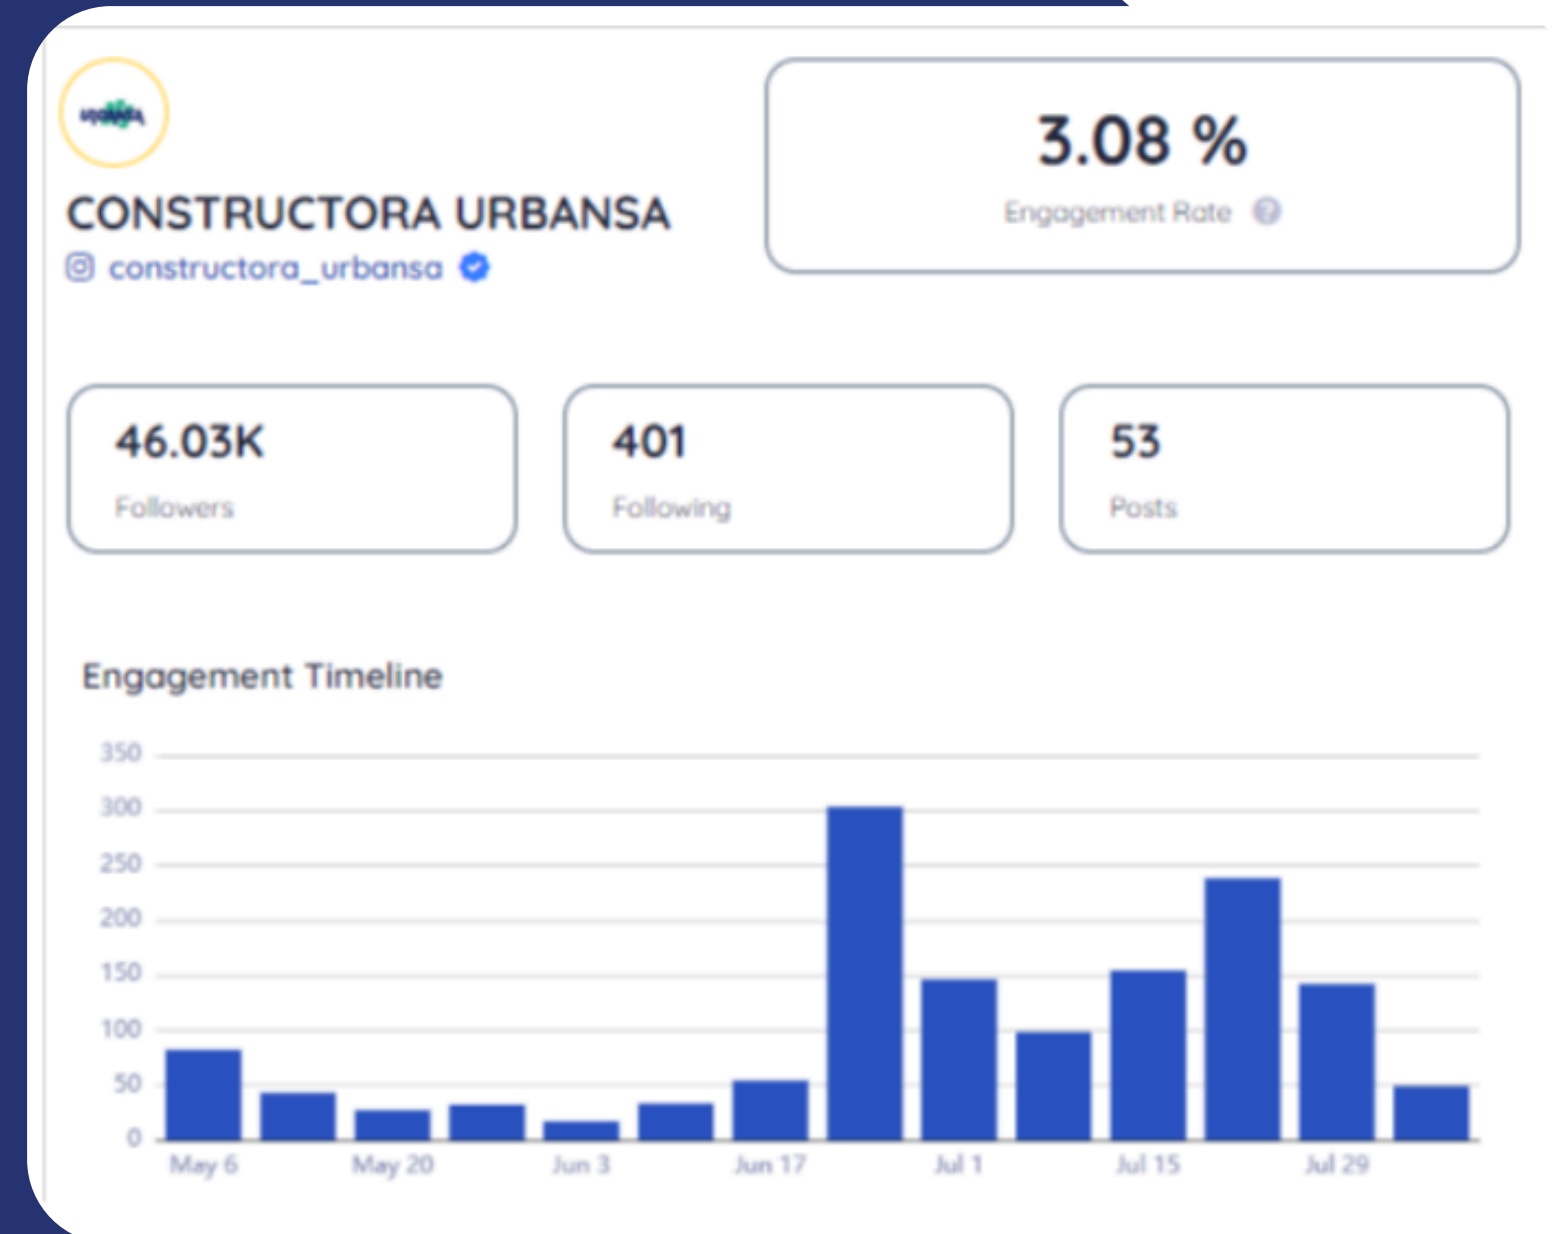 CONSTRUCTORA URBANSA
constructora_urbansa
3.08 %
Engagement Rate ?
46.03K
Followers
401
Following
53
Posts
Engagement Timeline
350
300
250
200
150
100
50
0
May 6 May 20 Jun 3 Jun 17 Jul 1 Jul 15 Jul 29